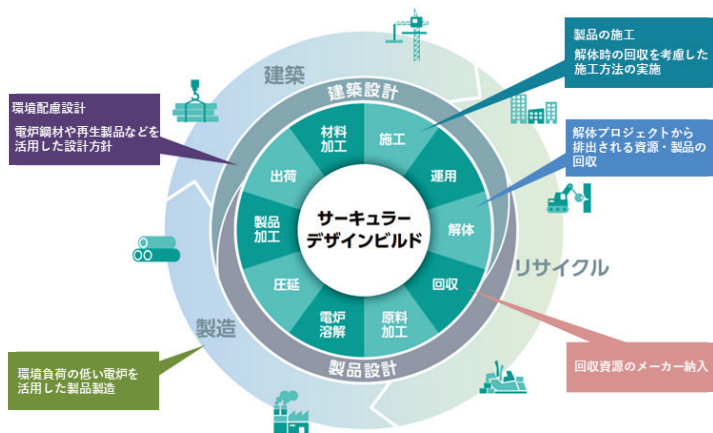 製品の施工
解体時の回収を考慮した
施工方法の実施
建築
建築設計
環境配慮設計
電炉鋼材や再生製品などを
活用した設計方針
材料
加工
施工
解体プロジェクトから
排出される資源・製品の
回収
出荷
運用
サーキュラー
デザインビルド
製品
加工
解体
リサイクル
圧延
回収
電炉
溶解
原料
加工
製造
製品設計
環境負荷の低い電炉を
活用した製品製造
回収資源のメーカー納入